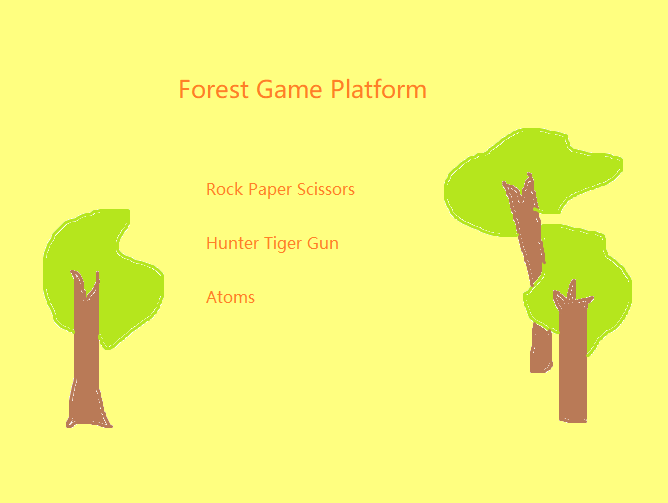 Forest Game Platform
Rock Paper Scissors
Hunter Tiger Gun
Atoms